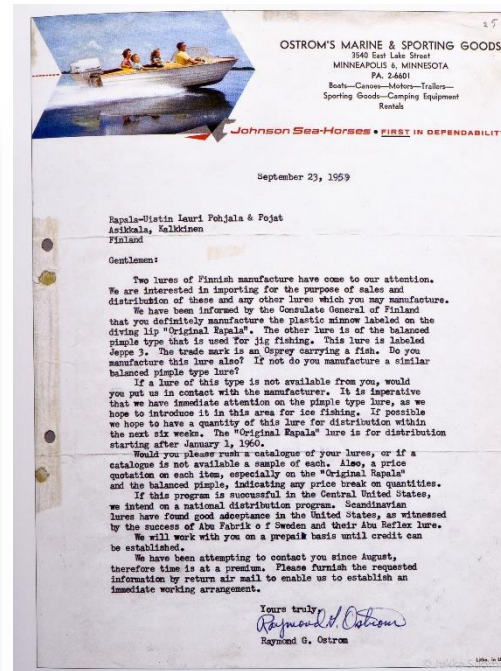 25
OSTROM'S MARINE & SPORTING GOODS
3540 East Lake Street
MINNEAPOLIS 6, MINNESOTA
PA. 2-6601
Boats—Canoes—Motors—Trailers—
Sporting Goods—Camping Equipment
Rentals
Johnson Sea-Horses • FIRST IN DEPENDABILIT
September 23, 1959
Rapala-Uistin Lauri Pohjala & Pojat
Asikkala, Kalkkinen
Finland
Gentlemen:
Two lures of Finnish manufacture have come to our attention.
We are interested in importing for the purpose of sales and
distribution of these and any other lures which you may manufacture.
We have been informed by the Consulate General of Finland
that you definitely manufacture the plastic minnow labeled on the
diving lip "Original Rapala". The other lure is of the balanced
pimple type that is used for jig fishing. This lure is labeled
Jeppe 3. The trade mark is an Osprey carrying a fish. Do you
manufacture this lure also? If not do you manufacture a similar
balanced pimple type lure?
If a lure of this type is not available from you, would
you put us in contact with the manufacturer. It is imperative
that we have immediate attention on the pimple type lure, as we
hope to introduce it in this area for ice fishing. If possible
we hope to have a quantity of this lure for distribution within
the next six weeks. The "Original Rapala" lure is for distribution
starting after January 1, 1960.
Would you please rush a catalogue of your lures, or if a
catalogue is not available a sample of each. Also, a price
quotation on each item, especially on the "Original Rapala"
and the balanced pimple, indicating any price break on quantities.
If this program is successful in the Central United States,
we intend on a national distribution program. Scandinavian
lures have found good adceptance in the United States, as witnessed
by the success of Abu Fabrik o f Sweden and their Abu Reflex lure.
We will work with you on a prepaid basis until credit can
be established.
We have been attempting to contact you since August,
therefore time is at a premium. Please furnish the requested
information by return air mail to enable us to establish an
immediate working arrangement.
Yours truly,
Raymond G. Ostrom
Raymond G. Ostrom
Litho. in U